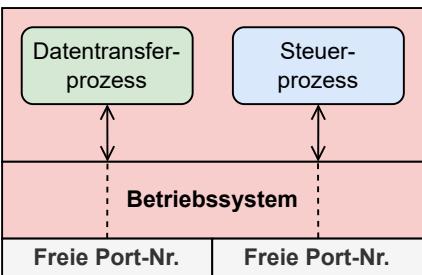 Datentransfer-
prozess
Steuer-
prozess
Betriebssystem
Freie Port-Nr.
Freie Port-Nr.